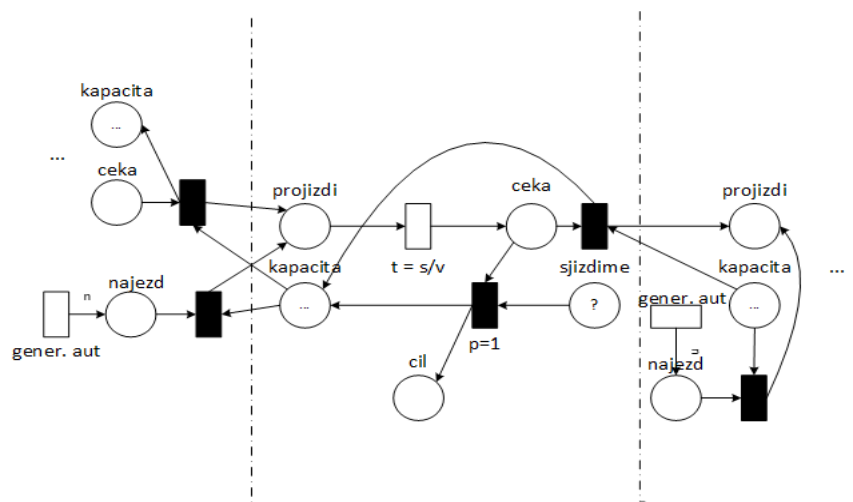 kapacita
...
...
ceka
projizdi
ceka
projizdi
t = s/v
kapacita
...
sjizdime
?
kapacita
...
...
n
najezd
gener. aut
p=1
cil
gener. aut
n
najezd